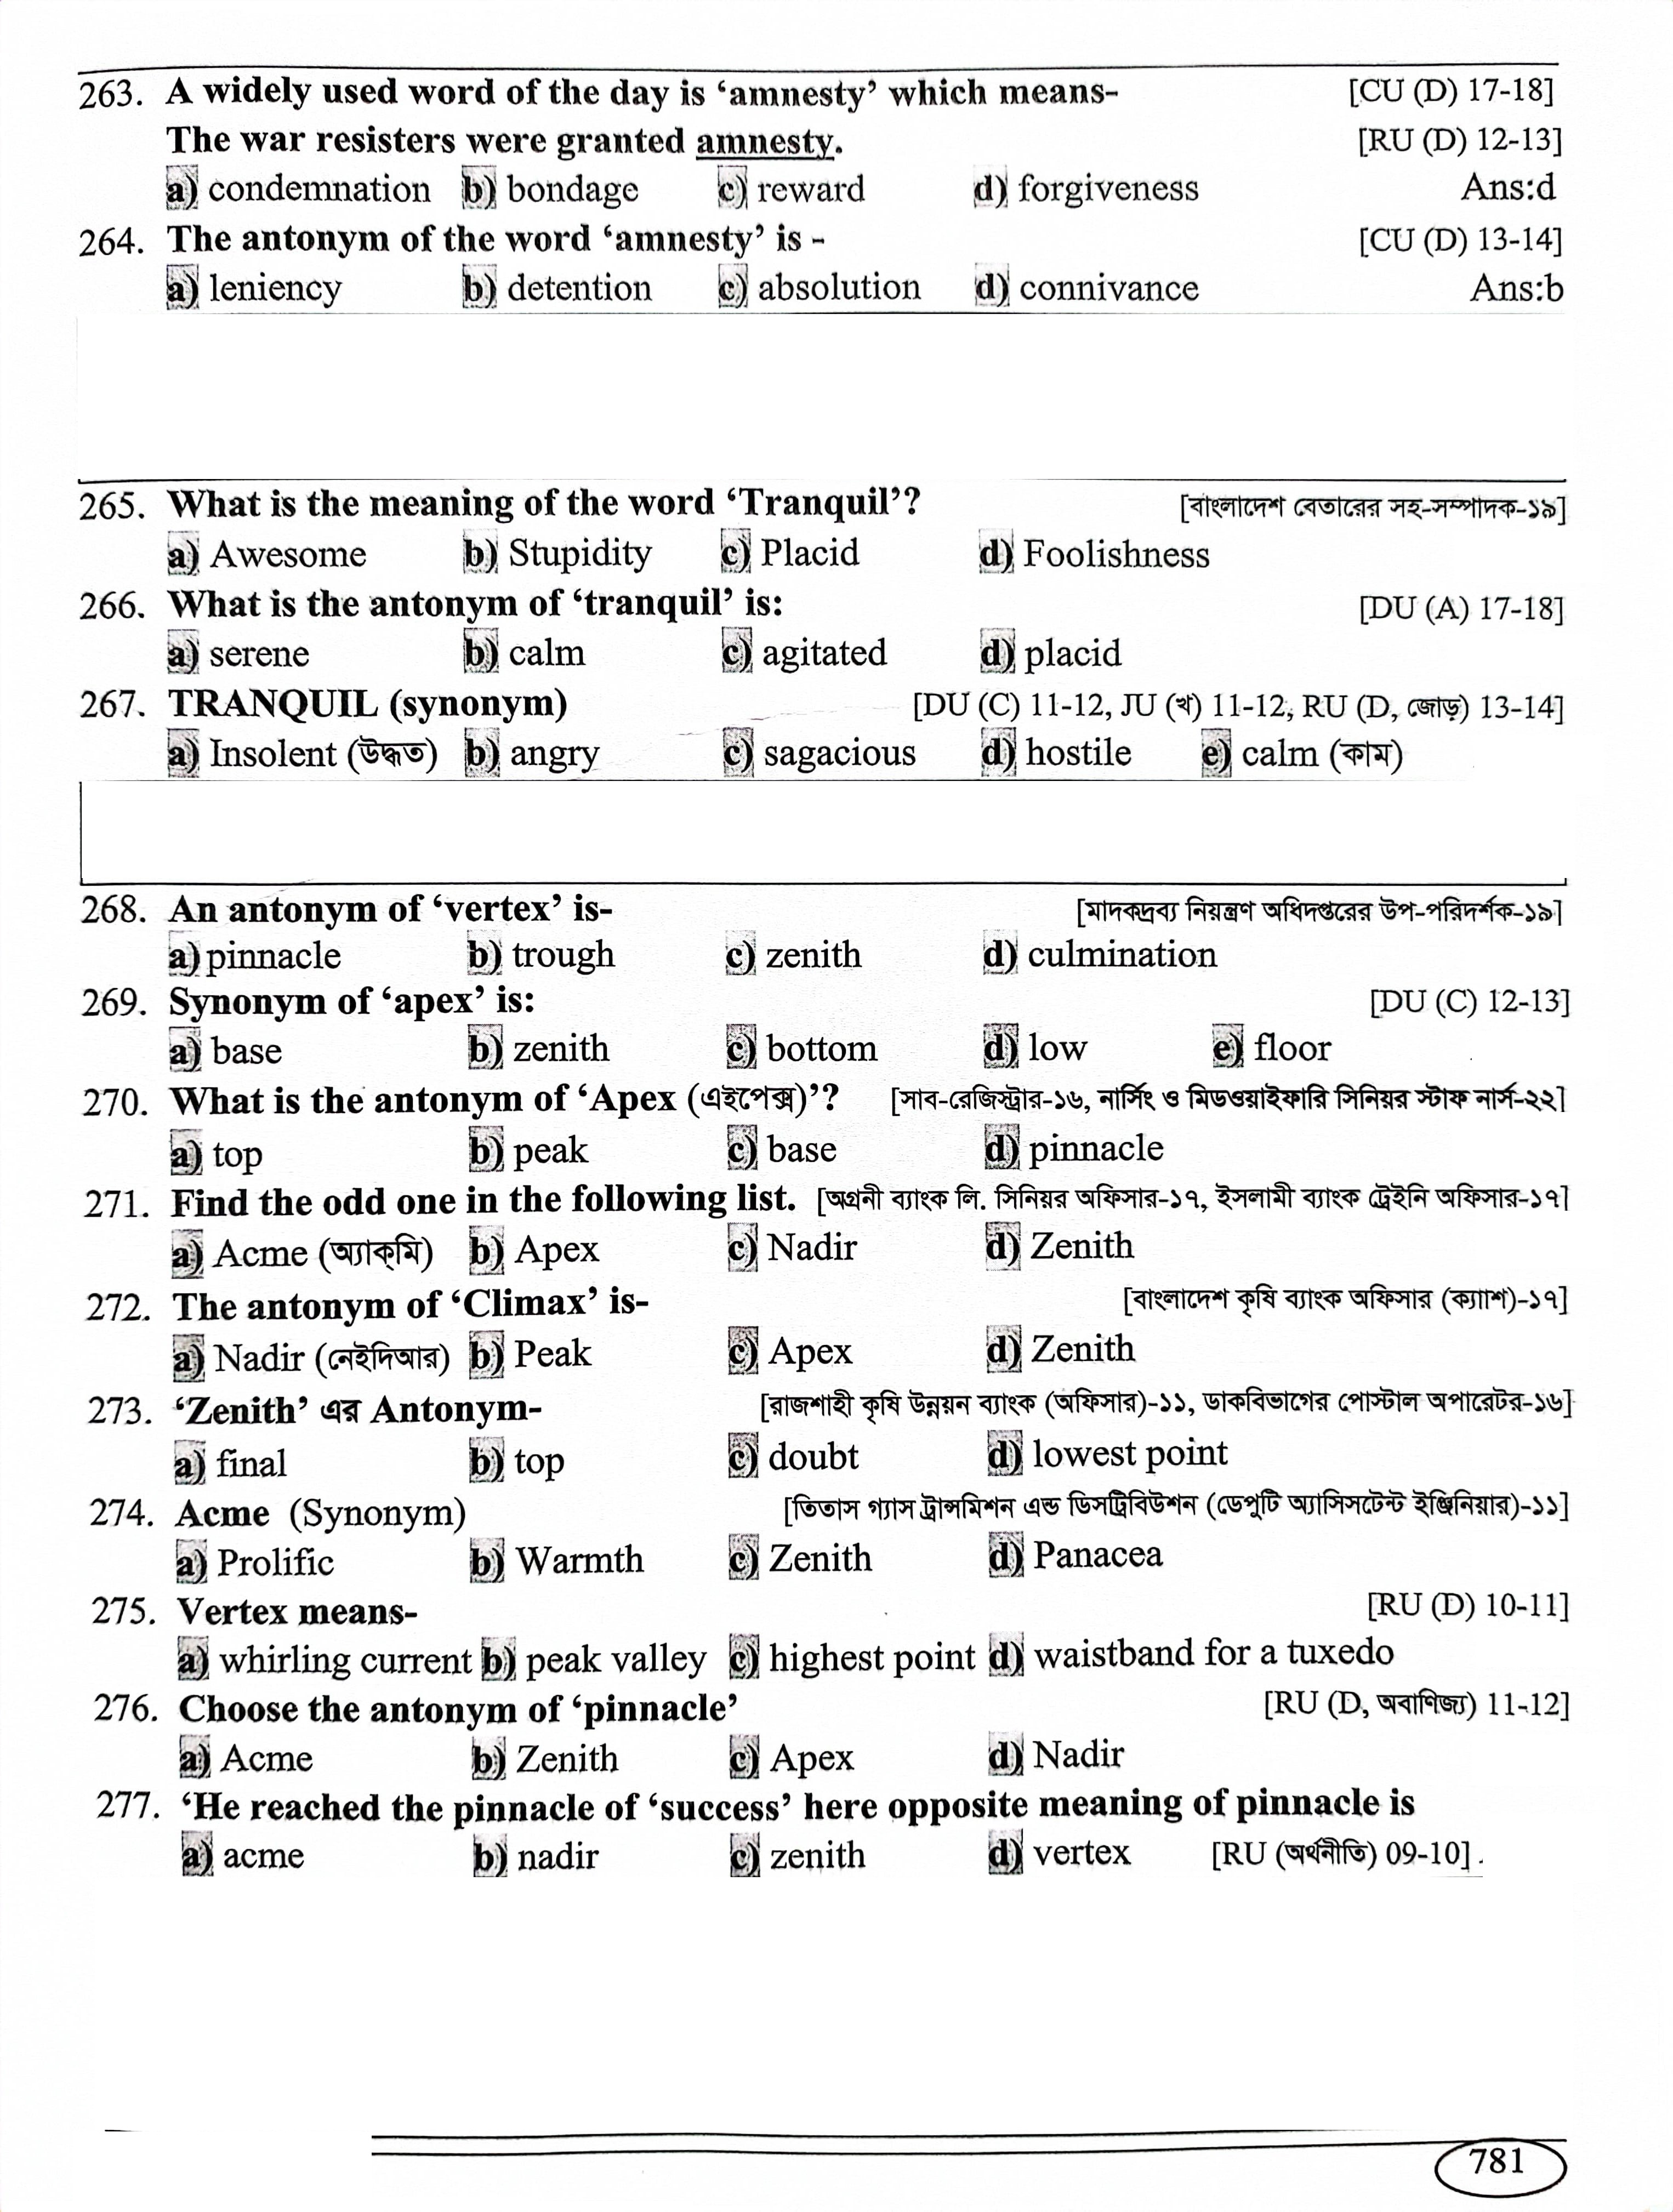 263. A widely used word of the day is ‘amnesty’ which means- [CU (D) 17-18]
The war resisters were granted amnesty. [RU (D) 12-13]
a) condemnation b) bondage c) reward d) forgiveness Ans:d
264. The antonym of the word ‘amnesty’ is - [CU (D) 13-14]
a) leniency b) detention c) absolution d) connivance Ans:b
265. What is the meaning of the word ‘Tranquil’? [বাংলাদেশ বেতারের সহ-সম্পাদক-১৯]
a) Awesome b) Stupidity c) Placid d) Foolishness
266. What is the antonym of ‘tranquil’ is: [DU (A) 17-18]
a) serene b) calm c) agitated d) placid
267. TRANQUIL (synonym) [DU (C) 11-12, JU (খ) 11-12, RU (D, জোড়) 13-14]
a) Insolent (উদ্ধত) b) angry c) sagacious d) hostile e) calm (কাম)
268. An antonym of ‘vertex’ is- [মাদকদ্রব্য নিয়ন্ত্রণ অধিদপ্তরের উপ-পরিদর্শক-১৯]
a) pinnacle b) trough c) zenith d) culmination
269. Synonym of ‘apex’ is: [DU (C) 12-13]
a) base b) zenith c) bottom d) low e) floor
270. What is the antonym of ‘Apex (এইপেক্স)’? [সাব-রেজিস্ট্রার-১৬, নার্সিং ও মিডওয়াইফারি সিনিয়র স্টাফ নার্স-২২]
a) top b) peak c) base d) pinnacle
271. Find the odd one in the following list. [অগ্রনী ব্যাংক লি. সিনিয়র অফিসার-১৭, ইসলামী ব্যাংক ট্রেইনি অফিসার-১৭]
a) Acme (অ্যাক্‌মি) b) Apex c) Nadir d) Zenith
272. The antonym of ‘Climax’ is- [বাংলাদেশ কৃষি ব্যাংক অফিসার (ক্যাশ)-১৭]
a) Nadir (নেইদিআর) b) Peak c) Apex d) Zenith
273. ‘Zenith’ এর Antonym- [রাজশাহী কৃষি উন্নয়ন ব্যাংক (অফিসার)-১১, ডাকবিভাগের পোস্টাল অপারেটর-১৬]
a) final b) top c) doubt d) lowest point
274. Acme (Synonym) [তিতাস গ্যাস ট্রান্সমিশন এন্ড ডিসট্রিবিউশন (ডেপুটি অ্যাসিসটেন্ট ইঞ্জিনিয়ার)-১১]
a) Prolific b) Warmth c) Zenith d) Panacea
275. Vertex means- [RU (D) 10-11]
a) whirling current b) peak valley c) highest point d) waistband for a tuxedo
276. Choose the antonym of ‘pinnacle’ [RU (D, অবাণিজ্য) 11-12]
a) Acme b) Zenith c) Apex d) Nadir
277. ‘He reached the pinnacle of ‘success’ here opposite meaning of pinnacle is
a) acme b) nadir c) zenith d) vertex [RU (অর্থনীতি) 09-10]
781